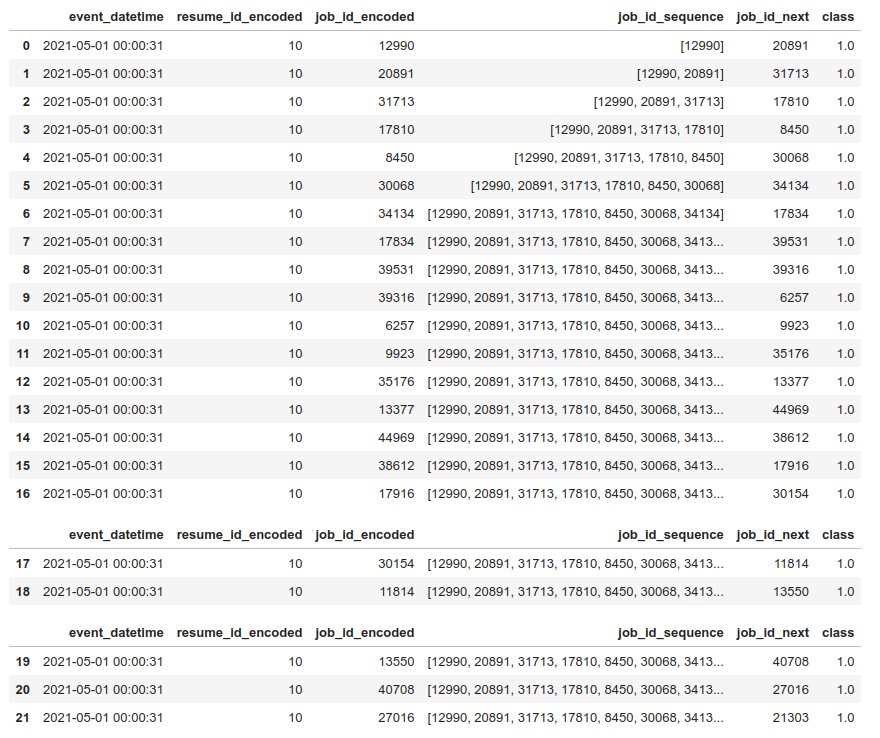 event_datetime resume_id_encoded job_id_encoded job_id_sequence job_id_next class
0 2021-05-01 00:00:31 10 12990 [12990] 20891 1.0
1 2021-05-01 00:00:31 10 20891 [12990, 20891] 31713 1.0
2 2021-05-01 00:00:31 10 31713 [12990, 20891, 31713] 17810 1.0
3 2021-05-01 00:00:31 10 17810 [12990, 20891, 31713, 17810] 8450 1.0
4 2021-05-01 00:00:31 10 8450 [12990, 20891, 31713, 17810, 8450] 30068 1.0
5 2021-05-01 00:00:31 10 30068 [12990, 20891, 31713, 17810, 8450, 30068] 34134 1.0
6 2021-05-01 00:00:31 10 34134 [12990, 20891, 31713, 17810, 8450, 30068, 34134] 17834 1.0
7 2021-05-01 00:00:31 10 17834 [12990, 20891, 31713, 17810, 8450, 30068, 3413... 39531 1.0
8 2021-05-01 00:00:31 10 39531 [12990, 20891, 31713, 17810, 8450, 30068, 3413... 39316 1.0
9 2021-05-01 00:00:31 10 39316 [12990, 20891, 31713, 17810, 8450, 30068, 3413... 6257 1.0
10 2021-05-01 00:00:31 10 6257 [12990, 20891, 31713, 17810, 8450, 30068, 3413... 9923 1.0
11 2021-05-01 00:00:31 10 9923 [12990, 20891, 31713, 17810, 8450, 30068, 3413... 35176 1.0
12 2021-05-01 00:00:31 10 35176 [12990, 20891, 31713, 17810, 8450, 30068, 3413... 13377 1.0
13 2021-05-01 00:00:31 10 13377 [12990, 20891, 31713, 17810, 8450, 30068, 3413... 44969 1.0
14 2021-05-01 00:00:31 10 44969 [12990, 20891, 31713, 17810, 8450, 30068, 3413... 38612 1.0
15 2021-05-01 00:00:31 10 38612 [12990, 20891, 31713, 17810, 8450, 30068, 3413... 17916 1.0
16 2021-05-01 00:00:31 10 17916 [12990, 20891, 31713, 17810, 8450, 30068, 3413... 30154 1.0
event_datetime resume_id_encoded job_id_encoded job_id_sequence job_id_next class
17 2021-05-01 00:00:31 10 30154 [12990, 20891, 31713, 17810, 8450, 30068, 3413... 11814 1.0
18 2021-05-01 00:00:31 10 11814 [12990, 20891, 31713, 17810, 8450, 30068, 3413... 13550 1.0
event_datetime resume_id_encoded job_id_encoded job_id_sequence job_id_next class
19 2021-05-01 00:00:31 10 13550 [12990, 20891, 31713, 17810, 8450, 30068, 3413... 40708 1.0
20 2021-05-01 00:00:31 10 40708 [12990, 20891, 31713, 17810, 8450, 30068, 3413... 27016 1.0
21 2021-05-01 00:00:31 10 27016 [12990, 20891, 31713, 17810, 8450, 30068, 3413... 21303 1.0